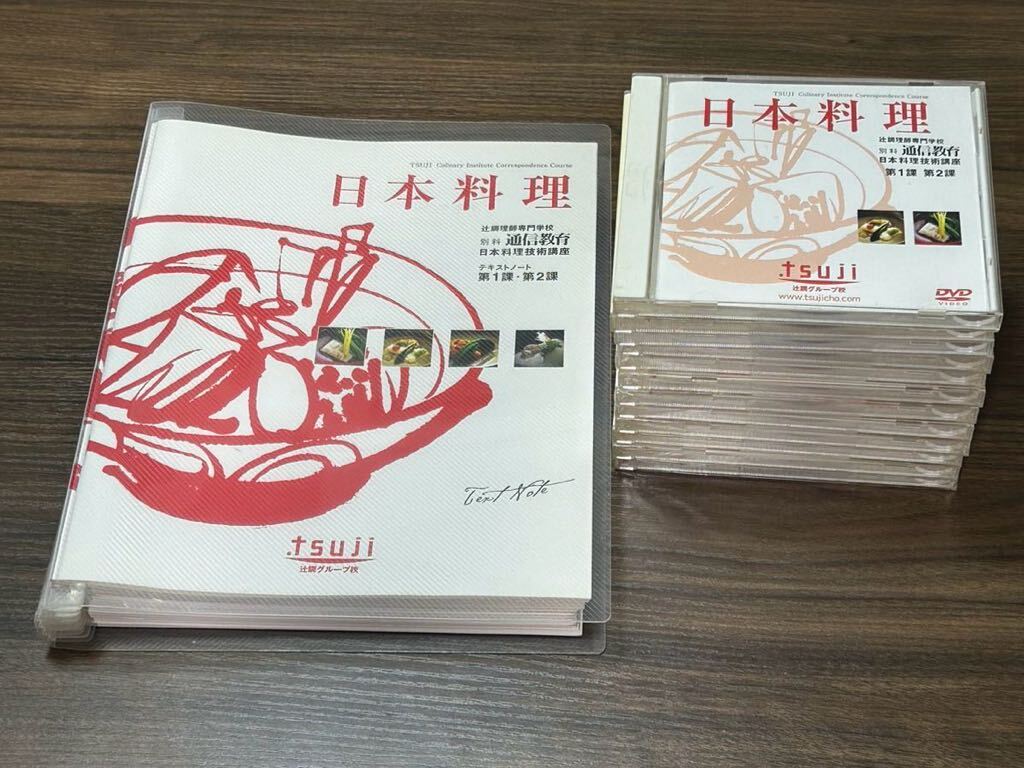 TSUJI Culinary Institute Correspondence Course
日本料理
辻調理師専門学校
別科 通信教育
日本料理技術講座
テキストノート
第1課・第2課
Text Note
tsuji
辻調グループ校
TSUJI Culinary Institute Correspondence Course
日本料理
辻調理師専門学校
別科 通信教育
日本料理技術講座
第1課 第2課
tsuji
辻調グループ校
www.tsujicho.com
DVD
VIDEO